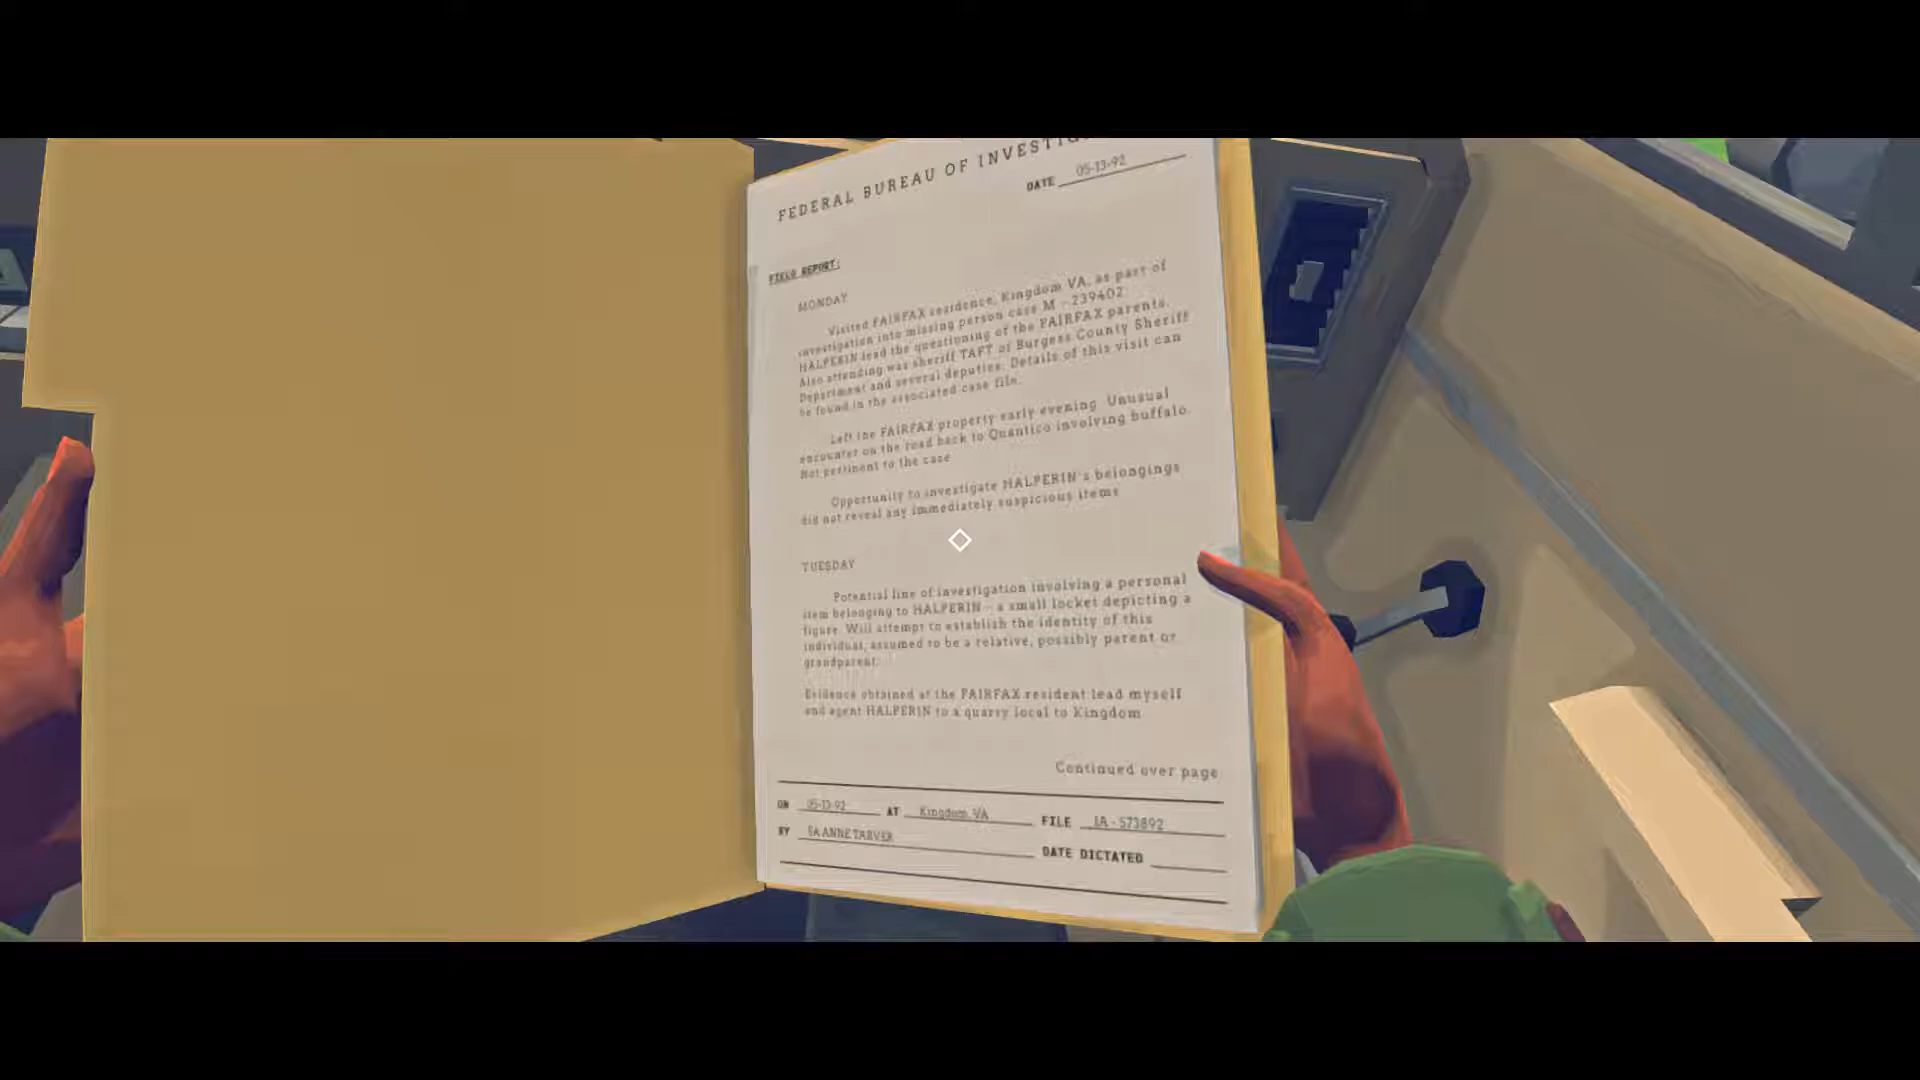 FEDERAL BUREAU OF INVESTIG
DATE 05-13-92
FIELD REPORT:
MONDAY
Visited FAIRFAX residence, Kingdom VA, as part of
investigation into missing person case M - 239402.
HALPERIN lead the questioning of the FAIRFAX parents.
Also attending was sheriff TAFT of Burgess County Sheriff
Department and several deputies. Details of this visit can
be found in the associated case file.
Left the FAIRFAX property early evening. Unusual
encounter on the road back to Quantico involving buffalo.
Not pertinent to the case
Opportunity to investigate HALPERIN's belongings
did not reveal any immediately suspicious items
TUESDAY
Potential line of investigation involving a personal
item belonging to HALPERIN - a small locket depicting a
figure. Will attempt to establish the identity of this
individual, assumed to be a relative, possibly parent or
grandparent.
Evidence obtained at the FAIRFAX resident lead myself
and agent HALPERIN to a quarry local to Kingdom
Continued over page
ON 05-13-92 AT Kingdom, VA FILE IA - 573892
BY SA ANNE TARVER DATE DICTATED